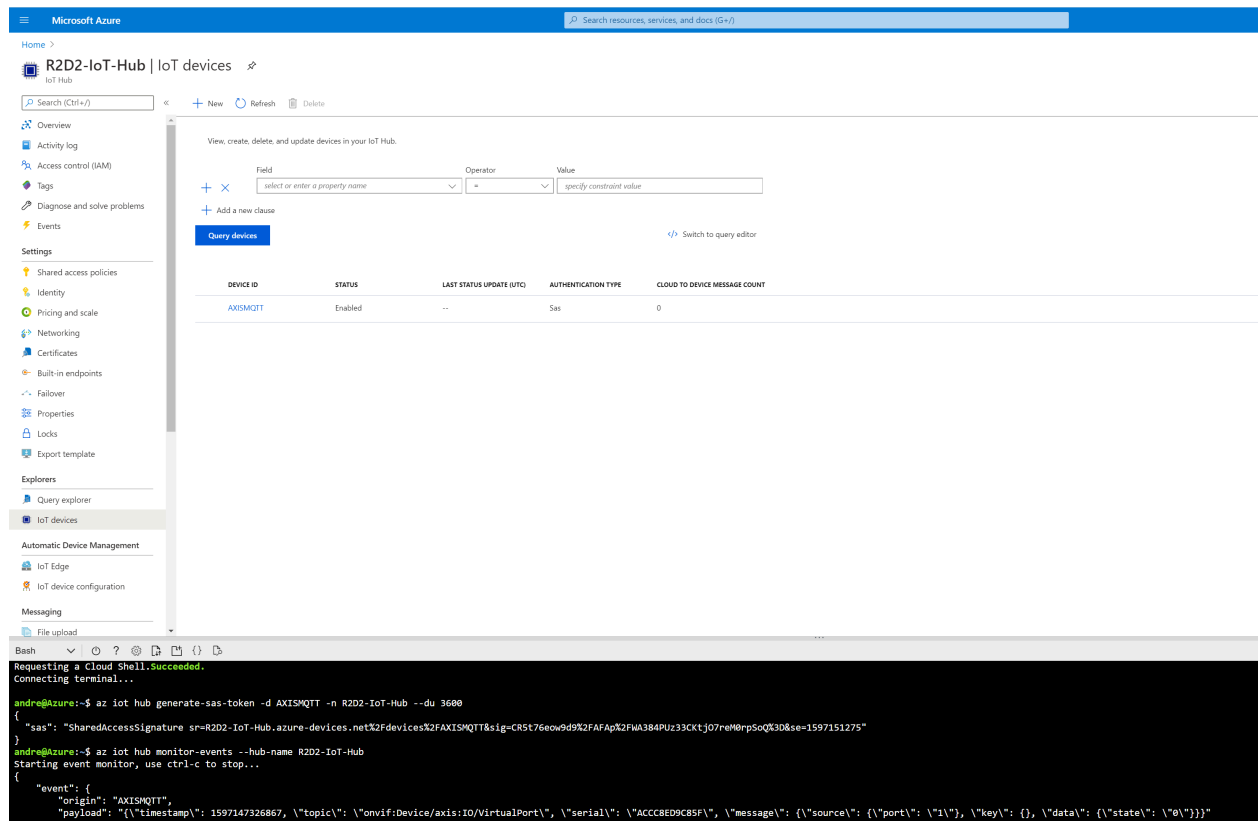 Microsoft Azure
Search resources, services, and docs (G+/)
Home >
R2D2-IoT-Hub | IoT devices
IoT Hub
Search (Ctrl+/)
«
New
Refresh
Delete
Overview
Activity log
Access control (IAM)
Tags
Diagnose and solve problems
Events
Settings
Shared access policies
Identity
Pricing and scale
Networking
Certificates
Built-in endpoints
Failover
Properties
Locks
Export template
Explorers
Query explorer
IoT devices
Automatic Device Management
IoT Edge
IoT device configuration
Messaging
File upload
View, create, delete, and update devices in your IoT Hub.
Field Operator Value
select or enter a property name = specify constraint value
Add a new clause
Query devices
</> Switch to query editor
DEVICE ID STATUS LAST STATUS UPDATE (UTC) AUTHENTICATION TYPE CLOUD TO DEVICE MESSAGE COUNT
AXISMQTT Enabled -- Sas 0
Bash ? {}
Requesting a Cloud Shell.Succeeded.
Connecting terminal...
andre@Azure:~$ az iot hub generate-sas-token -d AXISMQTT -n R2D2-IoT-Hub --du 3600
{
"sas": "SharedAccessSignature sr=R2D2-IoT-Hub.azure-devices.net%2Fdevices%2FAXISMQTT&sig=CR5t76eow9d9%2FAFAp%2FWA384PUz33CKtjO7reM0rpSoQ%3D&se=1597151275"
}
andre@Azure:~$ az iot hub monitor-events --hub-name R2D2-IoT-Hub
Starting event monitor, use ctrl-c to stop...
{
"event": {
"origin": "AXISMQTT",
"payload": "{\"timestamp\": 1597147326867, \"topic\": \"onvif:Device/axis:IO/VirtualPort\", \"serial\": \"ACCC8ED9C85F\", \"message\": {\"source\": {\"port\": \"1\"}, \"key\": {}, \"data\": {\"state\": \"0\"}}}"